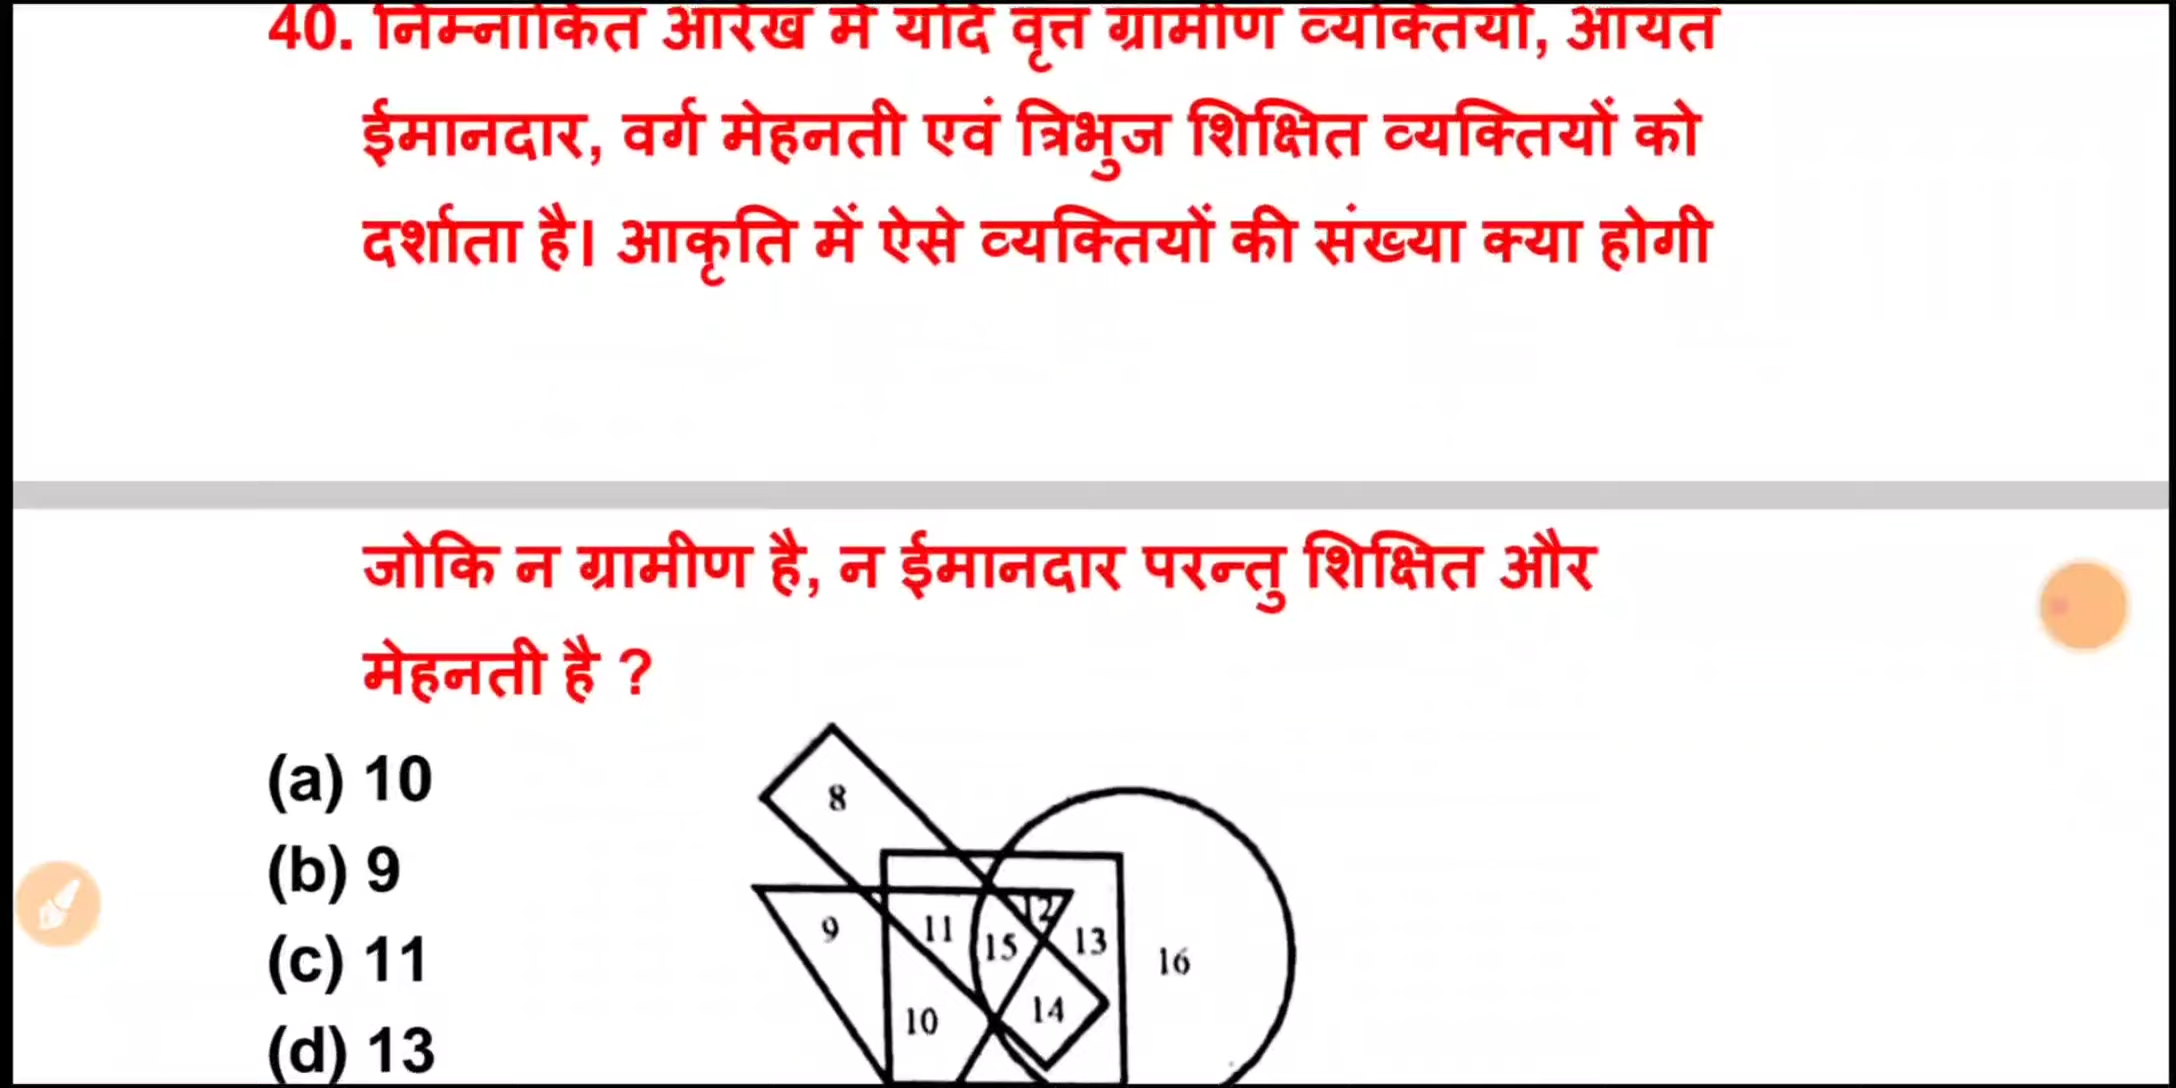 40. निम्नांकित आरेख में यदि वृत्त ग्रामीण व्यक्तियों, आयत
ईमानदार, वर्ग मेहनती एवं त्रिभुज शिक्षित व्यक्तियों को
दर्शाता है। आकृति में ऐसे व्यक्तियों की संख्या क्या होगी
जोकि न ग्रामीण है, न ईमानदार परन्तु शिक्षित और
मेहनती है ?
(a) 10
(b) 9
(c) 11
(d) 13
8
9
11
12
15
13
16
10
14